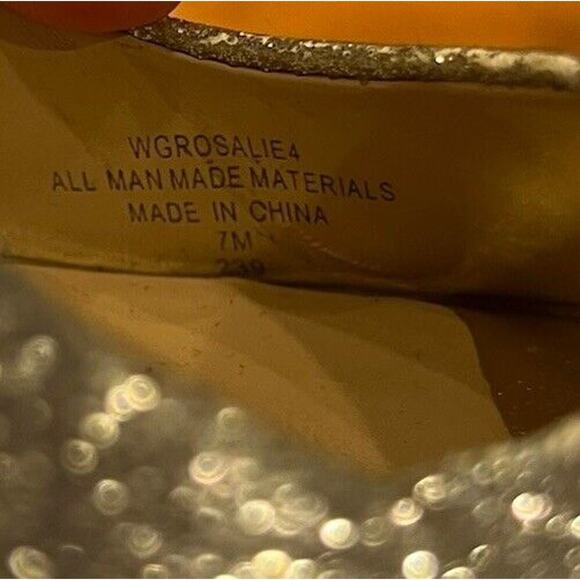 WGROSALIE4
ALL MAN MADE MATERIALS
MADE IN CHINA
7M